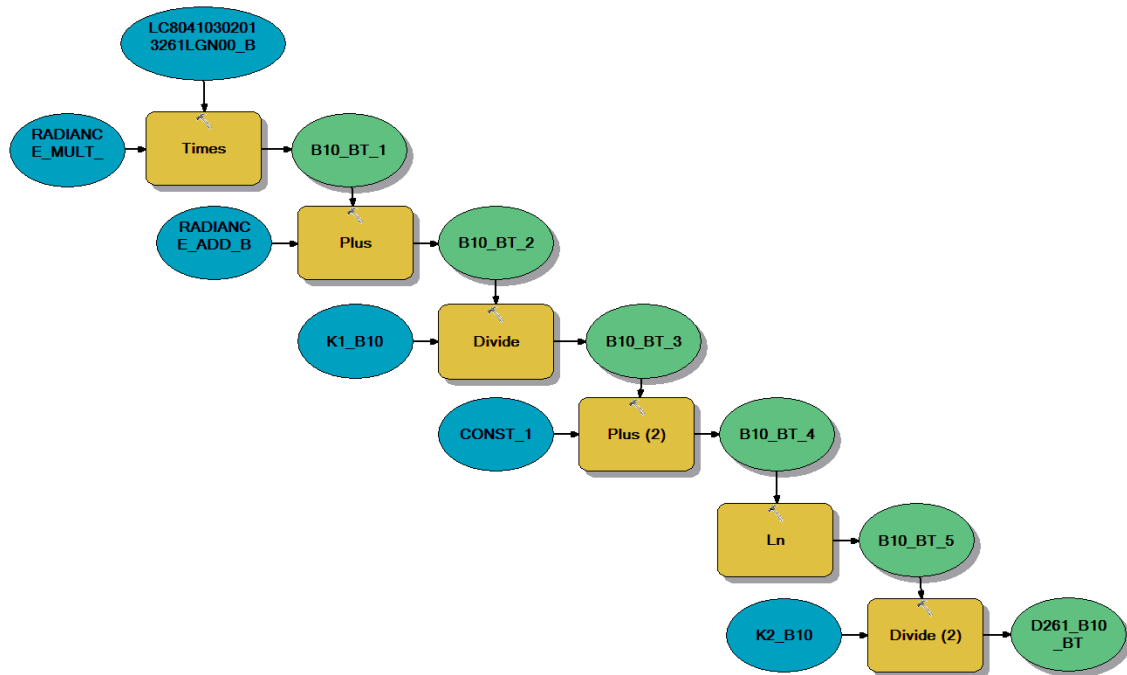 LC8041030201
3261LGN00_B
RADIANC
E_MULT_
Times
B10_BT_1
RADIANC
E_ADD_B
Plus
B10_BT_2
K1_B10
Divide
B10_BT_3
CONST_1
Plus (2)
B10_BT_4
Ln
B10_BT_5
K2_B10
Divide (2)
D261_B10
_BT